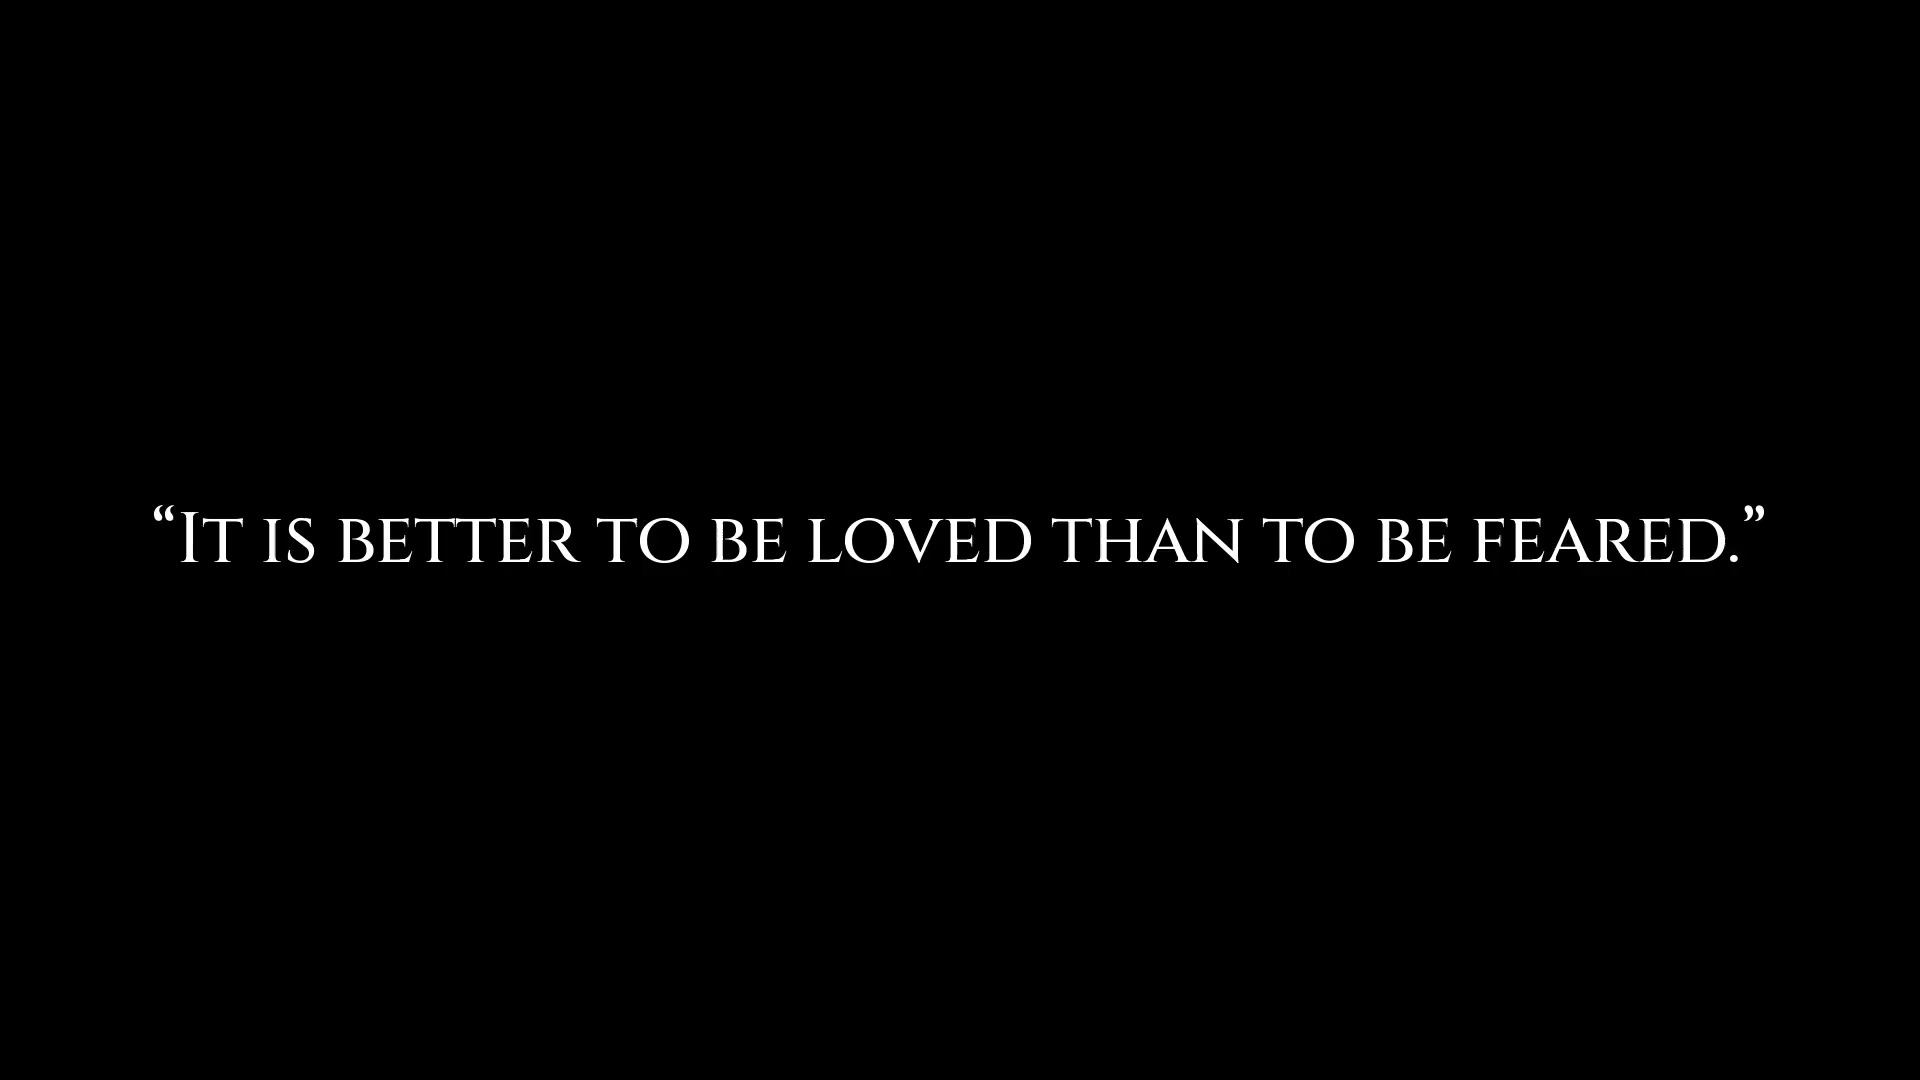 “It is better to be loved than to be feared.”